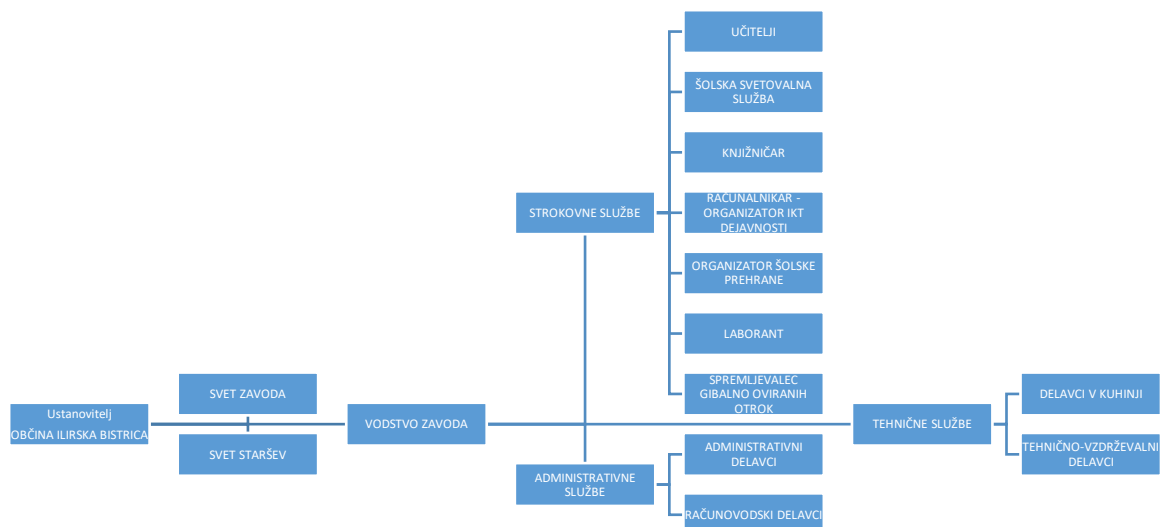 UČITELJI
ŠOLSKA SVETOVALNA
SLUŽBA
KNJIŽNIČAR
STROKOVNE SLUŽBE
RAČUNALNIKAR -
ORGANIZATOR IKT
DEJAVNOSTI
ORGANIZATOR ŠOLSKE
PREHRANE
LABORANT
SPREMLJEVALEC
GIBALNO OVIRANIH
OTROK
SVET ZAVODA
Ustanovitelj
OBČINA ILIRSKA BISTRICA
SVET STARŠEV
VODSTVO ZAVODA
TEHNIČNE SLUŽBE
DELAVCI V KUHINJI
TEHNIČNO-VZDRŽEVALNI
DELAVCI
ADMINISTRATIVNE
SLUŽBE
ADMINISTRATIVNI
DELAVCI
RAČUNOVODSKI DELAVCI